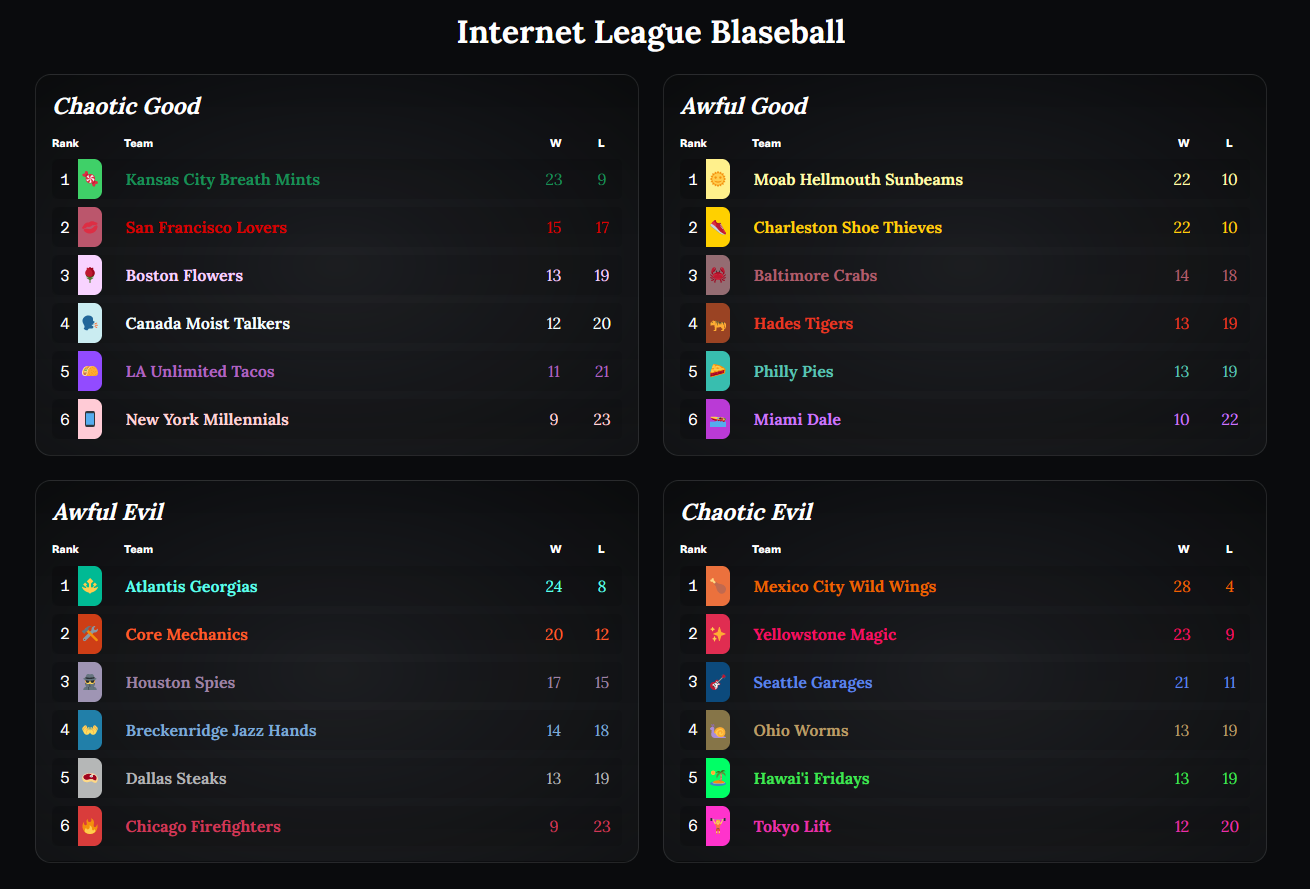 Internet League Blaseball
Chaotic Good
Rank Team W L
1 Kansas City Breath Mints 23 9
2 San Francisco Lovers 15 17
3 Boston Flowers 13 19
4 Canada Moist Talkers 12 20
5 LA Unlimited Tacos 11 21
6 New York Millennials 9 23
Awful Good
Rank Team W L
1 Moab Hellmouth Sunbeams 22 10
2 Charleston Shoe Thieves 22 10
3 Baltimore Crabs 14 18
4 Hades Tigers 13 19
5 Philly Pies 13 19
6 Miami Dale 10 22
Awful Evil
Rank Team W L
1 Atlantis Georgias 24 8
2 Core Mechanics 20 12
3 Houston Spies 17 15
4 Breckenridge Jazz Hands 14 18
5 Dallas Steaks 13 19
6 Chicago Firefighters 9 23
Chaotic Evil
Rank Team W L
1 Mexico City Wild Wings 28 4
2 Yellowstone Magic 23 9
3 Seattle Garages 21 11
4 Ohio Worms 13 19
5 Hawai'i Fridays 13 19
6 Tokyo Lift 12 20